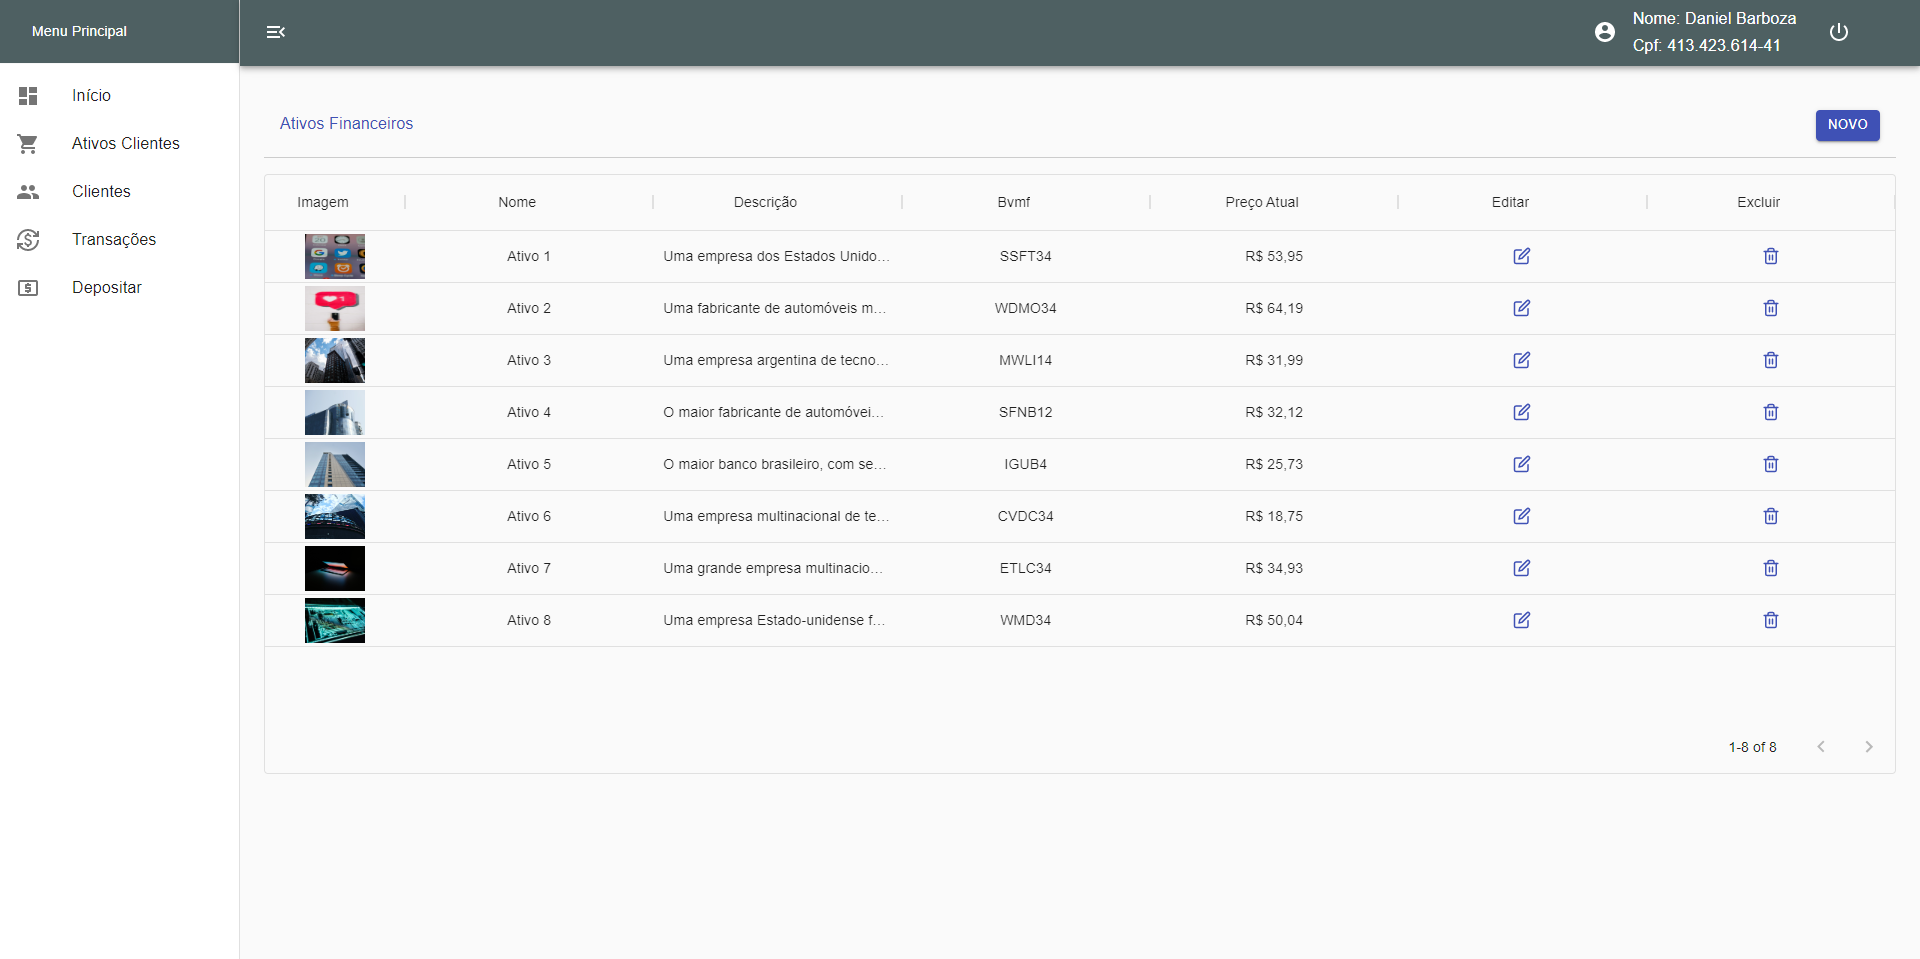 Menu Principal
Nome: Daniel Barboza
Cpf: 413.423.614-41
Início
Ativos Clientes
Clientes
Transações
Depositar
Ativos Financeiros
NOVO
Imagem Nome Descrição Bvmf Preço Atual Editar Excluir
Ativo 1 Uma empresa dos Estados Unido... SSFT34 R$ 53,95
Ativo 2 Uma fabricante de automóveis m... WDMO34 R$ 64,19
Ativo 3 Uma empresa argentina de tecno... MWLI14 R$ 31,99
Ativo 4 O maior fabricante de automóvei... SFNB12 R$ 32,12
Ativo 5 O maior banco brasileiro, com se... IGUB4 R$ 25,73
Ativo 6 Uma empresa multinacional de te... CVDC34 R$ 18,75
Ativo 7 Uma grande empresa multinacio... ETLC34 R$ 34,93
Ativo 8 Uma empresa Estado-unidense f... WMD34 R$ 50,04
1-8 of 8